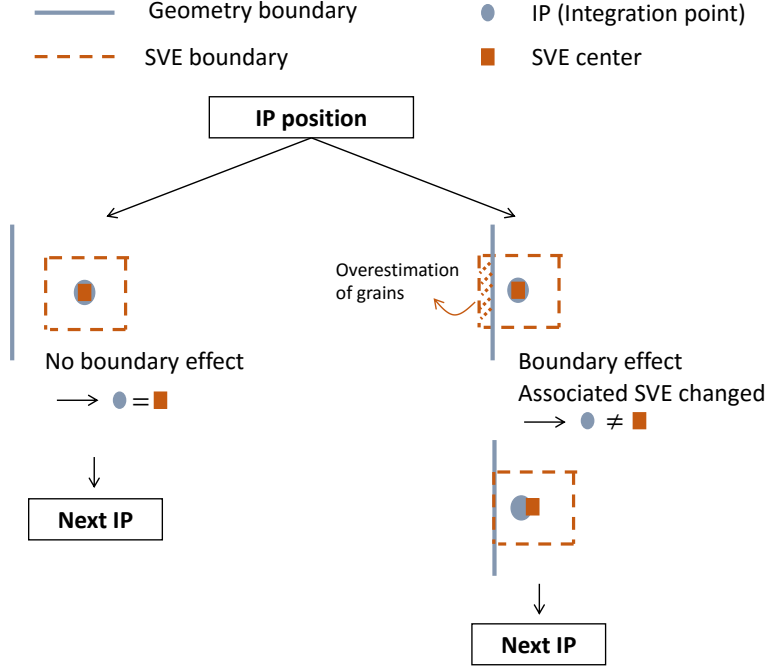 Geometry boundary
IP (Integration point)
SVE boundary
SVE center
IP position
Overestimation
of grains
No boundary effect
=
Boundary effect
Associated SVE changed
≠
Next IP
Next IP